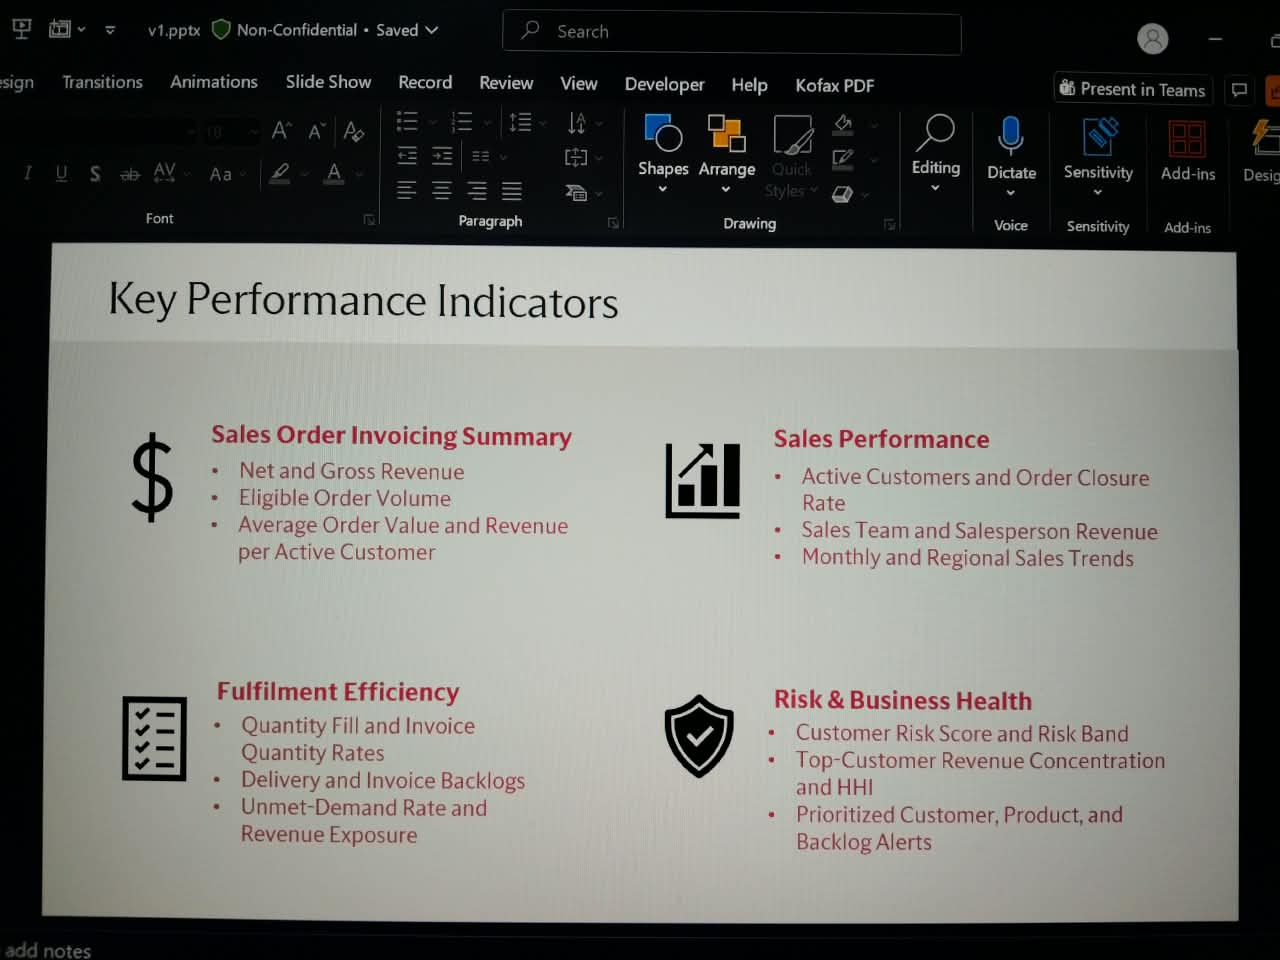 v1.pptx Non-Confidential • Saved
Search
esign Transitions Animations Slide Show Record Review View Developer Help Kofax PDF
Present in Teams
18 A A A
I U S ab AV Aa A
Shapes Arrange Quick Styles
Editing
Dictate
Sensitivity
Add-ins
Desig
Font
Paragraph
Drawing
Voice
Sensitivity
Add-ins
Key Performance Indicators
Sales Order Invoicing Summary
• Net and Gross Revenue
• Eligible Order Volume
• Average Order Value and Revenue
per Active Customer
Sales Performance
• Active Customers and Order Closure
Rate
• Sales Team and Salesperson Revenue
• Monthly and Regional Sales Trends
Fulfilment Efficiency
• Quantity Fill and Invoice
Quantity Rates
• Delivery and Invoice Backlogs
• Unmet-Demand Rate and
Revenue Exposure
Risk & Business Health
• Customer Risk Score and Risk Band
• Top-Customer Revenue Concentration
and HHI
• Prioritized Customer, Product, and
Backlog Alerts
add notes